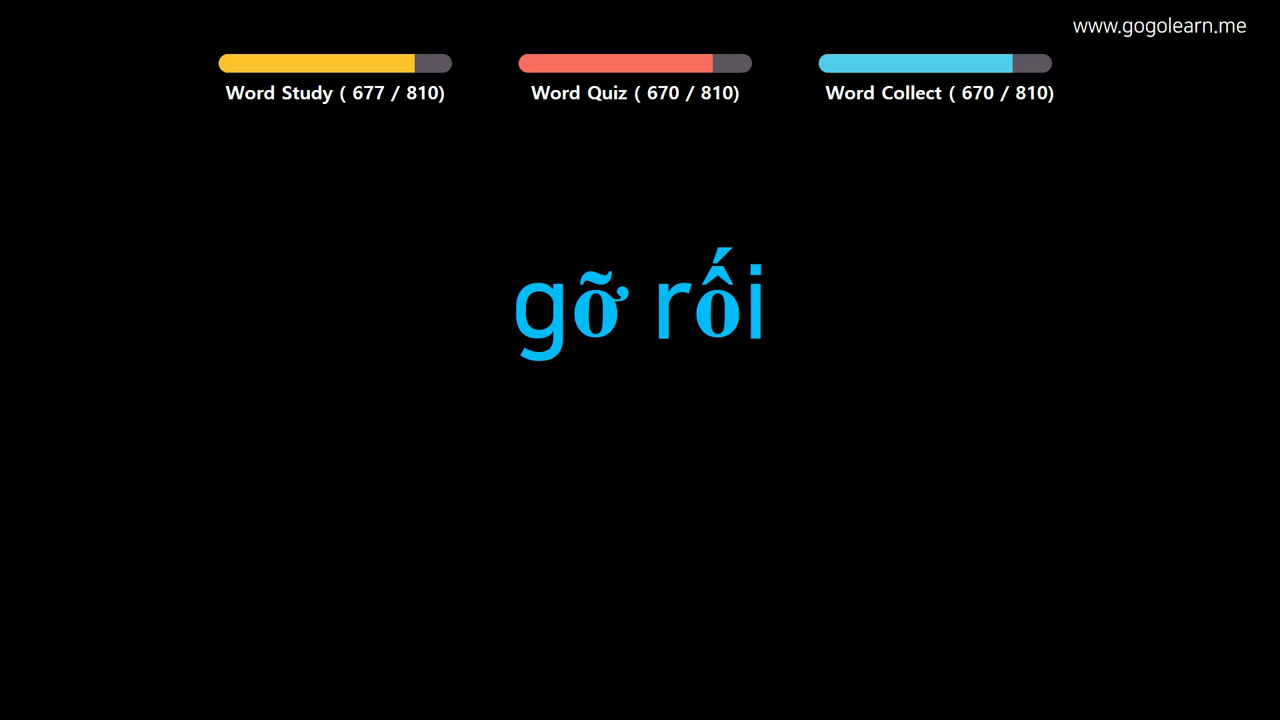 www.gogolearn.me
Word Study ( 677 / 810)
Word Quiz ( 670 / 810)
Word Collect ( 670 / 810)
gỡ rối